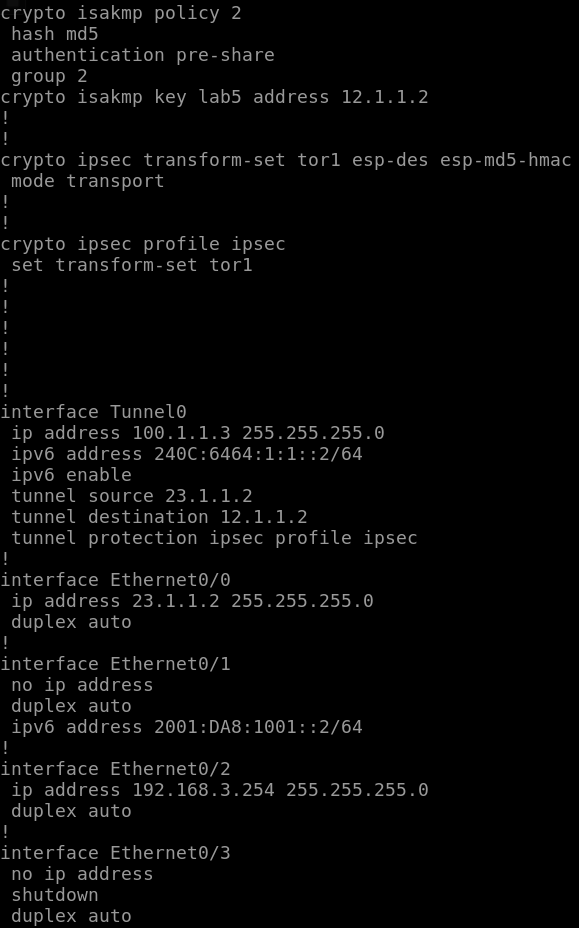 crypto isakmp policy 2
 hash md5
 authentication pre-share
 group 2
crypto isakmp key lab5 address 12.1.1.2
!
!
crypto ipsec transform-set tor1 esp-des esp-md5-hmac
 mode transport
!
!
crypto ipsec profile ipsec
 set transform-set tor1
!
!
!
!
!
!
interface Tunnel0
 ip address 100.1.1.3 255.255.255.0
 ipv6 address 240C:6464:1:1::2/64
 ipv6 enable
 tunnel source 23.1.1.2
 tunnel destination 12.1.1.2
 tunnel protection ipsec profile ipsec
!
interface Ethernet0/0
 ip address 23.1.1.2 255.255.255.0
 duplex auto
!
interface Ethernet0/1
 no ip address
 duplex auto
 ipv6 address 2001:DA8:1001::2/64
!
interface Ethernet0/2
 ip address 192.168.3.254 255.255.255.0
 duplex auto
!
interface Ethernet0/3
 no ip address
 shutdown
 duplex auto